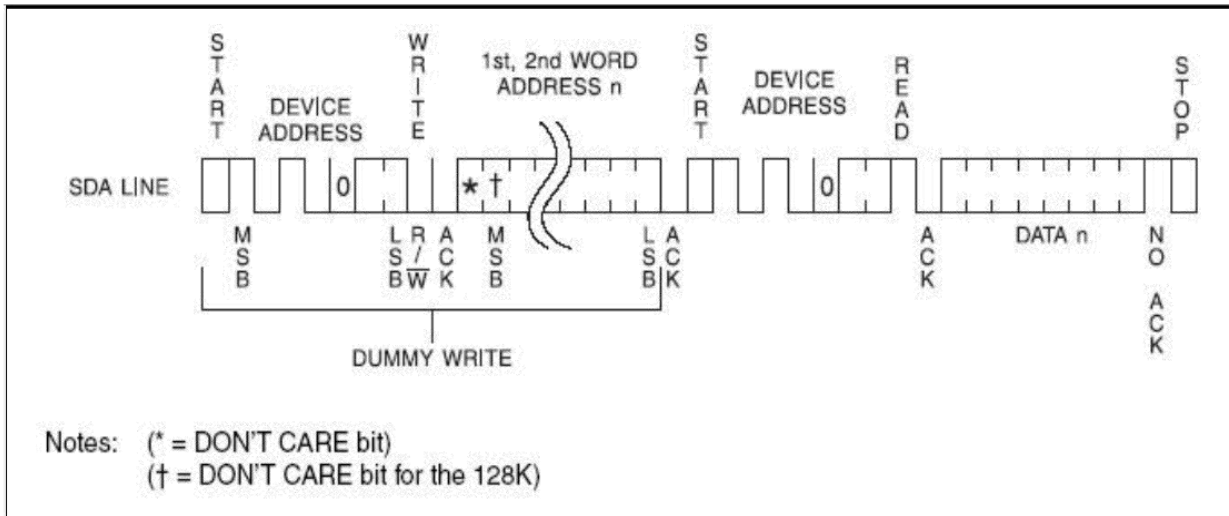 START
WRITE
1st, 2nd WORD
ADDRESS n
START
READ
STOP
DEVICE
ADDRESS
DEVICE
ADDRESS
SDA LINE
0
* †
0
MSB
LSB
R/W
ACK
MSB
LSB
ACK
ACK
DATA n
NO ACK
DUMMY WRITE
Notes: (* = DON'T CARE bit)
(† = DON'T CARE bit for the 128K)